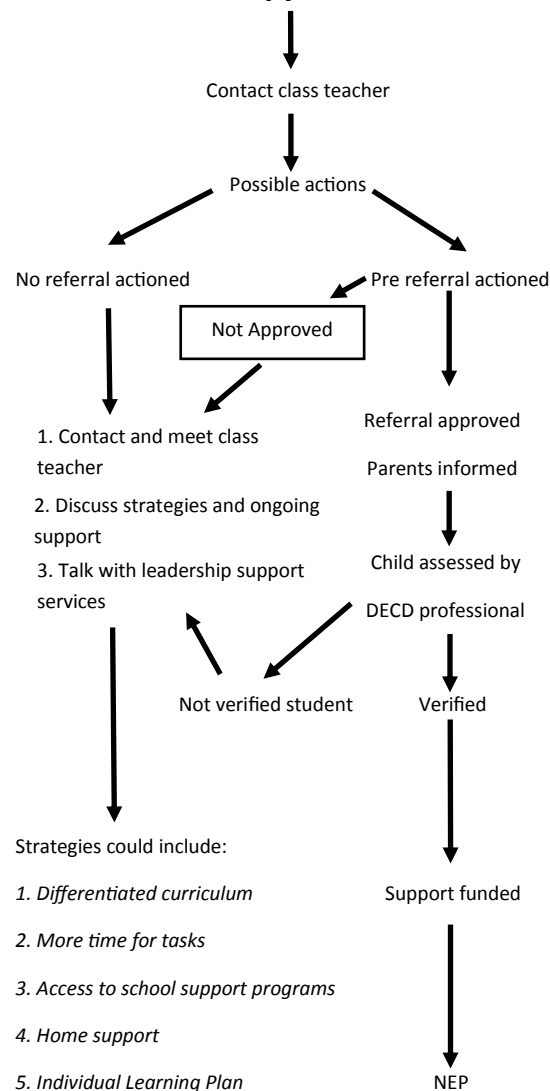 Contact class teacher
Possible actions
No referral actioned
Pre referral actioned
Not Approved
Referral approved
1. Contact and meet class
teacher
Parents informed
2. Discuss strategies and ongoing
support
3. Talk with leadership support
services
Child assessed by
DECD professional
Not verified student
Verified
Strategies could include:
1. Differentiated curriculum
Support funded
2. More time for tasks
3. Access to school support programs
4. Home support
5. Individual Learning Plan
NEP